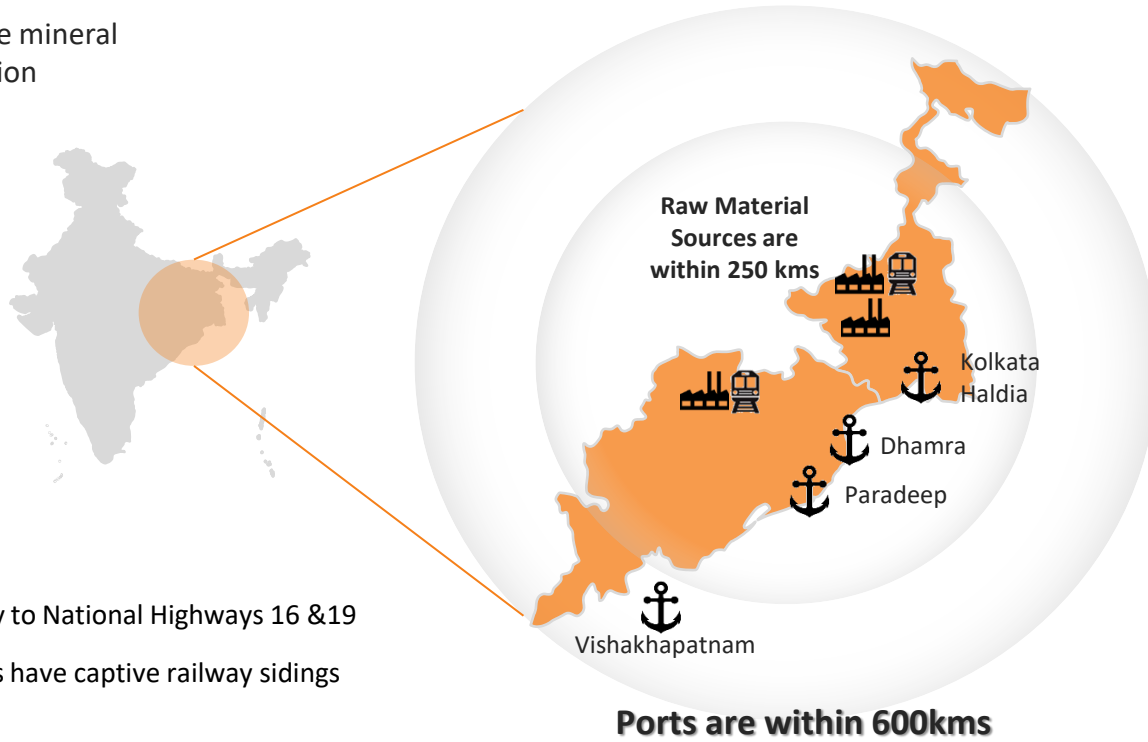 e mineral
ion
Raw Material
Sources are
within 250 kms
Kolkata
Haldia
Dhamra
Paradeep
Vishakhapatnam
y to National Highways 16 &19
s have captive railway sidings
Ports are within 600kms